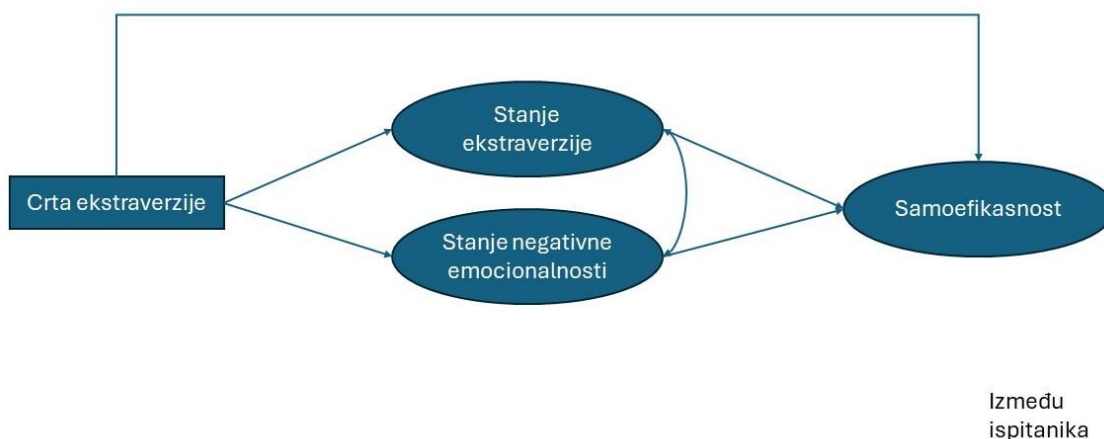 Stanje
ekstraverzije
Crta ekstraverzije
Samoefikasnost
Stanje negativne
emocionalnosti
Između
ispitanika